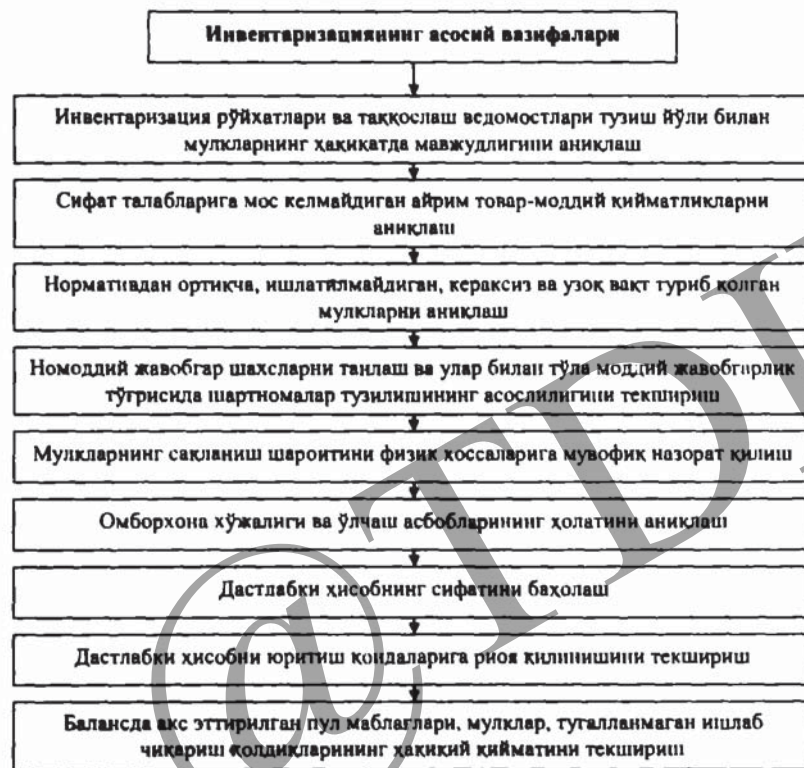 Инвентаризациянинг асосий вазифалари
Инвентаризация рўйхатлари ва таққослаш ведомостлари тузиш йўли билан
мулкларнинг ҳақиқатда мавжудлигини аниқлаш
Сифат талабларига мос келмайдиган айрим товар-моддий қийматликларни
аниқлаш
Нормативдан ортиқча, ишлатилмайдиган, кераксиз ва узоқ вақт туриб қолган
мулкларни аниқлаш
Номоддий жавобгар шахсларни танлаш ва улар билан тўла моддий жавобгарлик
тўғрисида шартномалар тузилишининг асослилигини текшириш
Мулкларнинг сақланиш шароитини физик хоссаларига мувофиқ назорат қилиш
Омборхона хўжалиги ва ўлчаш асбобларининг ҳолатини аниқлаш
Дастлабки ҳисобнинг сифатини баҳолаш
Дастлабки ҳисобни юритиш қоидаларига риоя қилинишини текшириш
Балансда акс эттирилган пул маблағлари, мулклар, тугалланмаган ишлаб
чиқариш қолдиқларининг ҳақиқий қийматини текшириш
@TDI